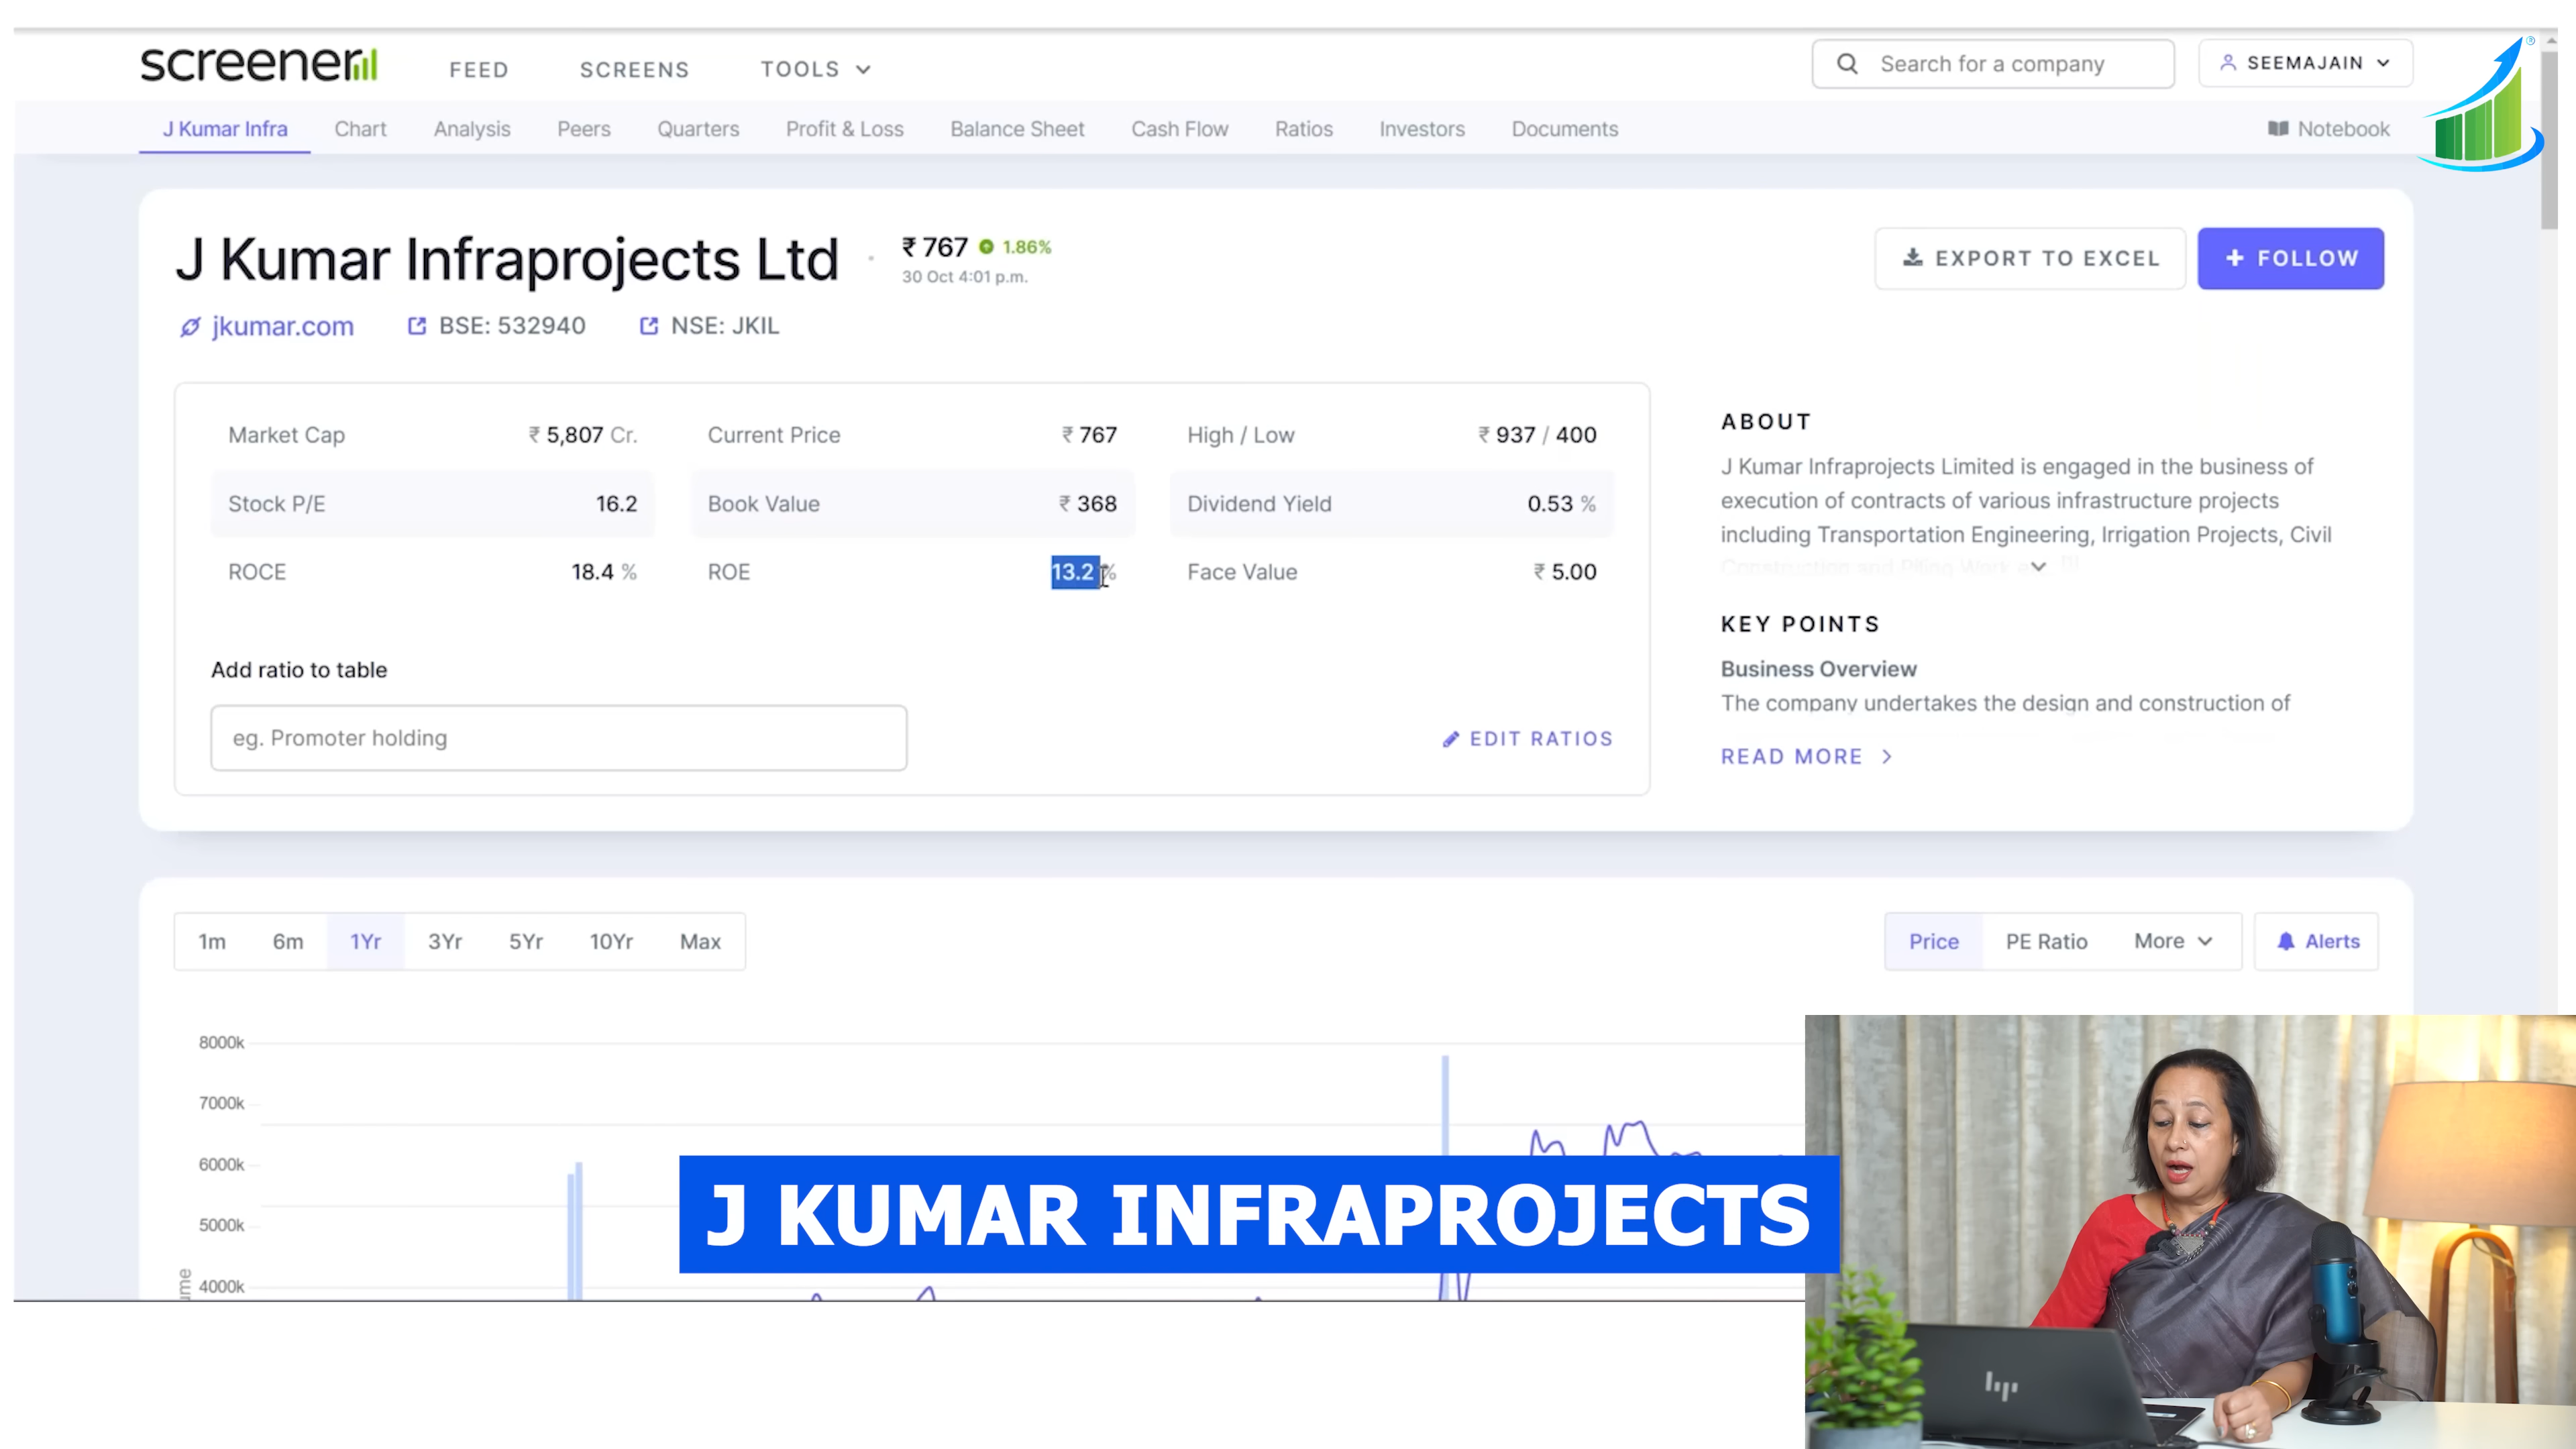 screener
FEED SCREENS TOOLS
Search for a company
SEMAJAIN
J Kumar Infra Chart Analysis Peers Quarters Profit & Loss Balance Sheet Cash Flow Ratios Investors Documents Notebook
J Kumar Infraprojects Ltd
₹ 767 1.86%
30 Oct 4:01 p.m.
EXPORT TO EXCEL
+ FOLLOW
jkumar.com BSE: 532940 NSE: JKIL
Market Cap ₹ 5,807 Cr. Current Price ₹ 767 High / Low ₹ 937 / 400
Stock P/E 16.2 Book Value ₹ 368 Dividend Yield 0.53 %
ROCE 18.4 % ROE 13.2 % Face Value ₹ 5.00
Add ratio to table
eg. Promoter holding
EDIT RATIOS
ABOUT
J Kumar Infraprojects Limited is engaged in the business of
execution of contracts of various infrastructure projects
including Transportation Engineering, Irrigation Projects, Civil
Construction and Piling Work
KEY POINTS
Business Overview
The company undertakes the design and construction of
READ MORE
1m 6m 1Yr 3Yr 5Yr 10Yr Max
Price PE Ratio More Alerts
8000k
7000k
6000k
5000k
4000k
J KUMAR INFRAPROJECTS
hp